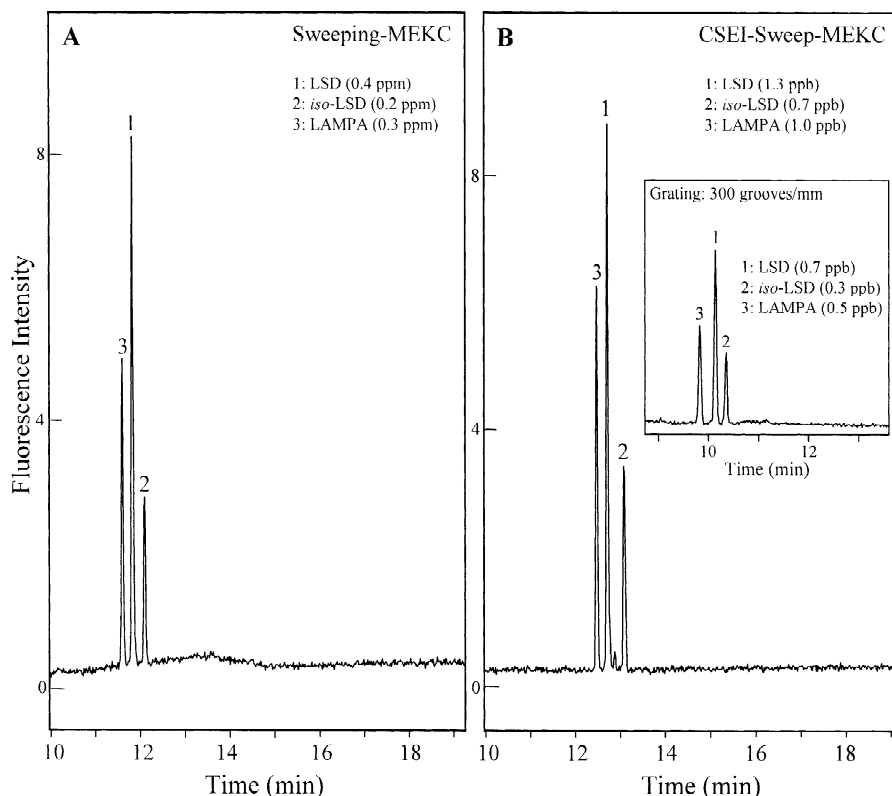 A
Sweeping-MEKC
1: LSD (0.4 ppm)
2: iso-LSD (0.2 ppm)
3: LAMPA (0.3 ppm)
1
3
2
8
4
0
Fluorescence Intensity
10
12
14
16
18
Time (min)
B
CSEI-Sweep-MEKC
1: LSD (1.3 ppb)
2: iso-LSD (0.7 ppb)
3: LAMPA (1.0 ppb)
1
3
2
8
4
0
Grating: 300 grooves/mm
1
1: LSD (0.7 ppb)
2: iso-LSD (0.3 ppb)
3: LAMPA (0.5 ppb)
3
2
10
12
Time (min)
10
12
14
16
18
Time (min)